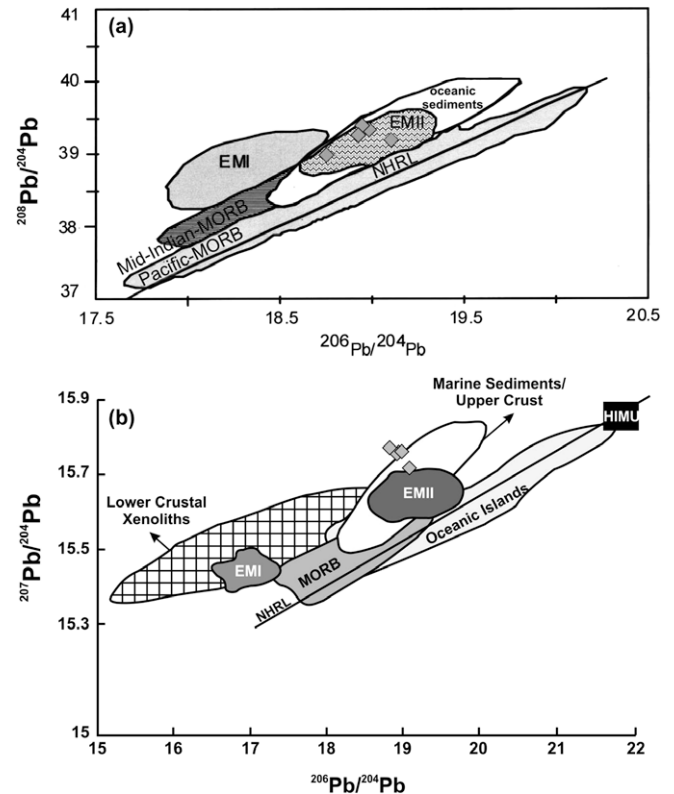 (a)
41
40
39
38
37
²⁰⁸Pb/²⁰⁴Pb
oceanic
sediments
EMII
EMI
NHRL
Mid-Indian-MORB
Pacific-MORB
17.5 18.5 19.5 20.5
²⁰⁶Pb/²⁰⁴Pb
(b)
15.9
15.7
15.5
15.3
15
²⁰⁷Pb/²⁰⁴Pb
Marine Sediments/
Upper Crust
HIMU
Lower Crustal
Xenoliths
EMII
EMI
MORB
Oceanic Islands
NHRL
15 16 17 18 19 20 21 22
²⁰⁶Pb/²⁰⁴Pb